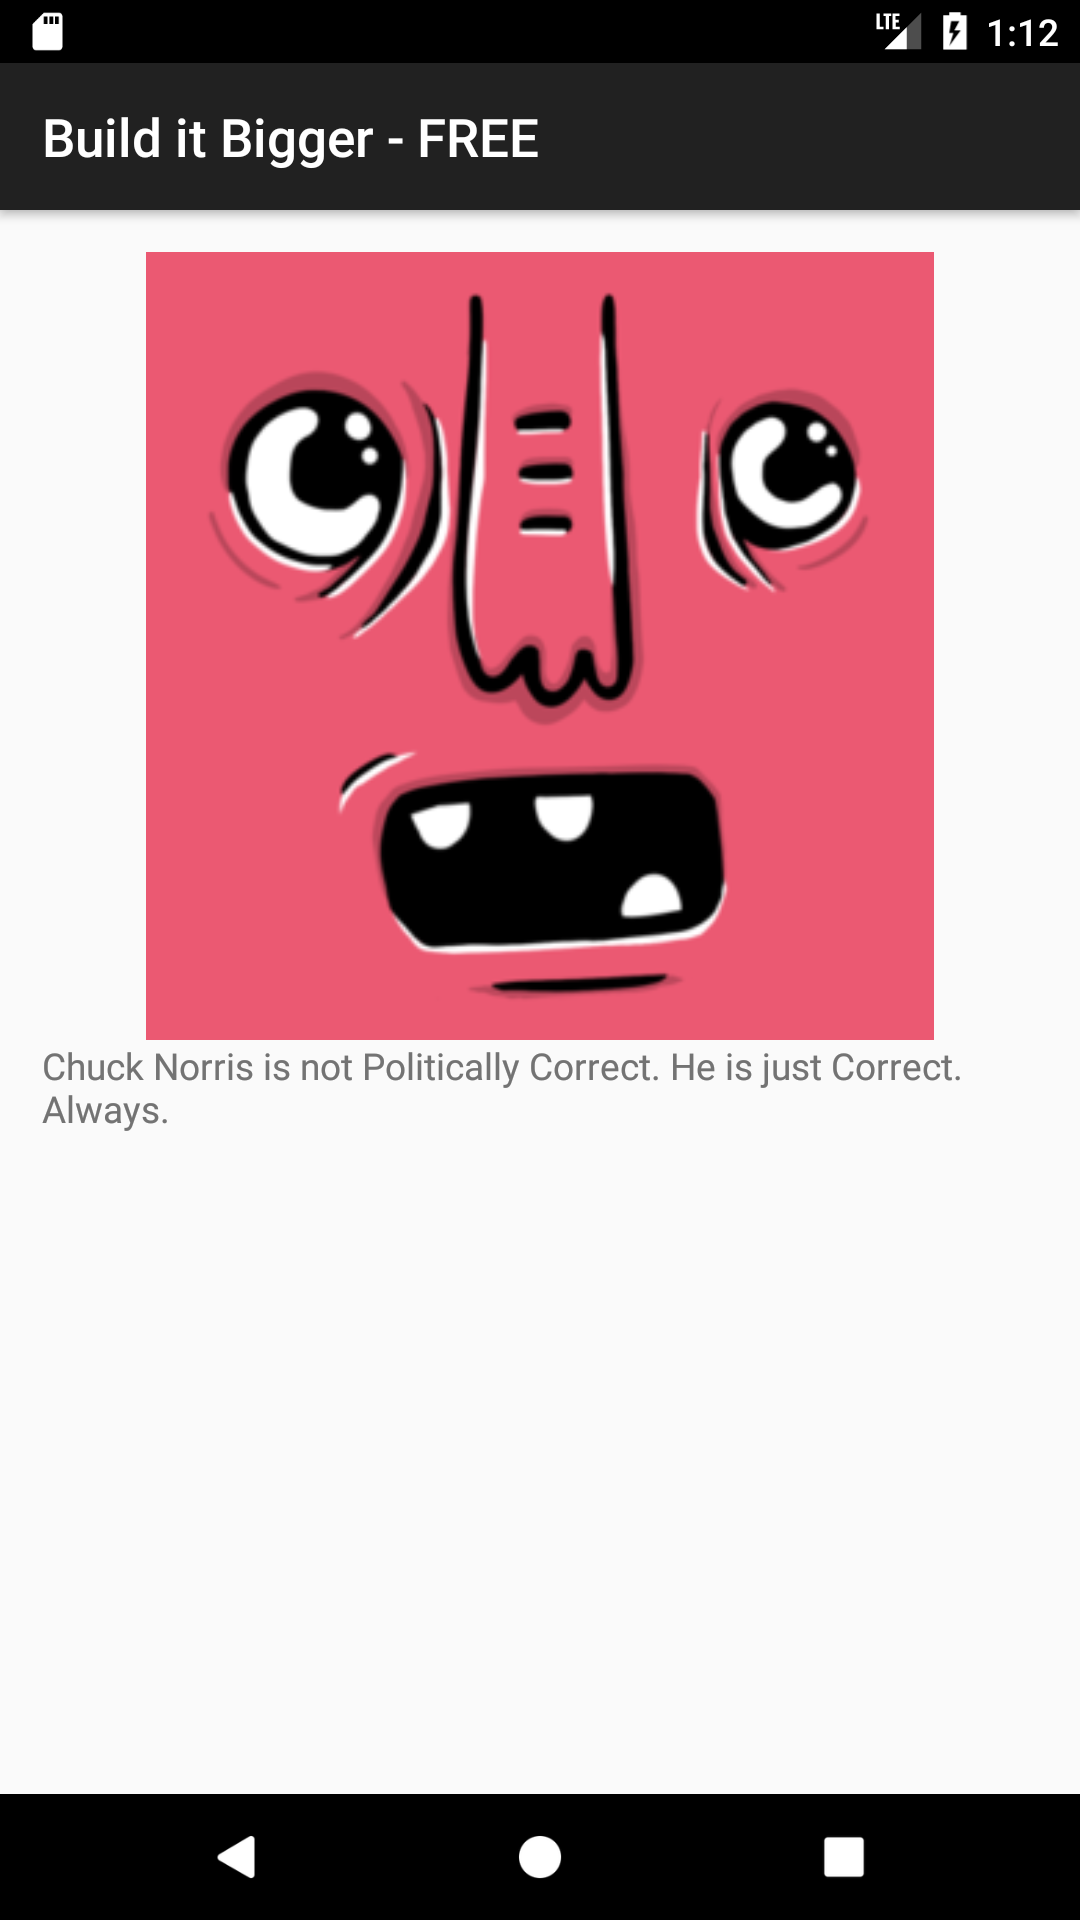 LTE 1:12
Build it Bigger - FREE
Chuck Norris is not Politically Correct. He is just Correct.
Always.